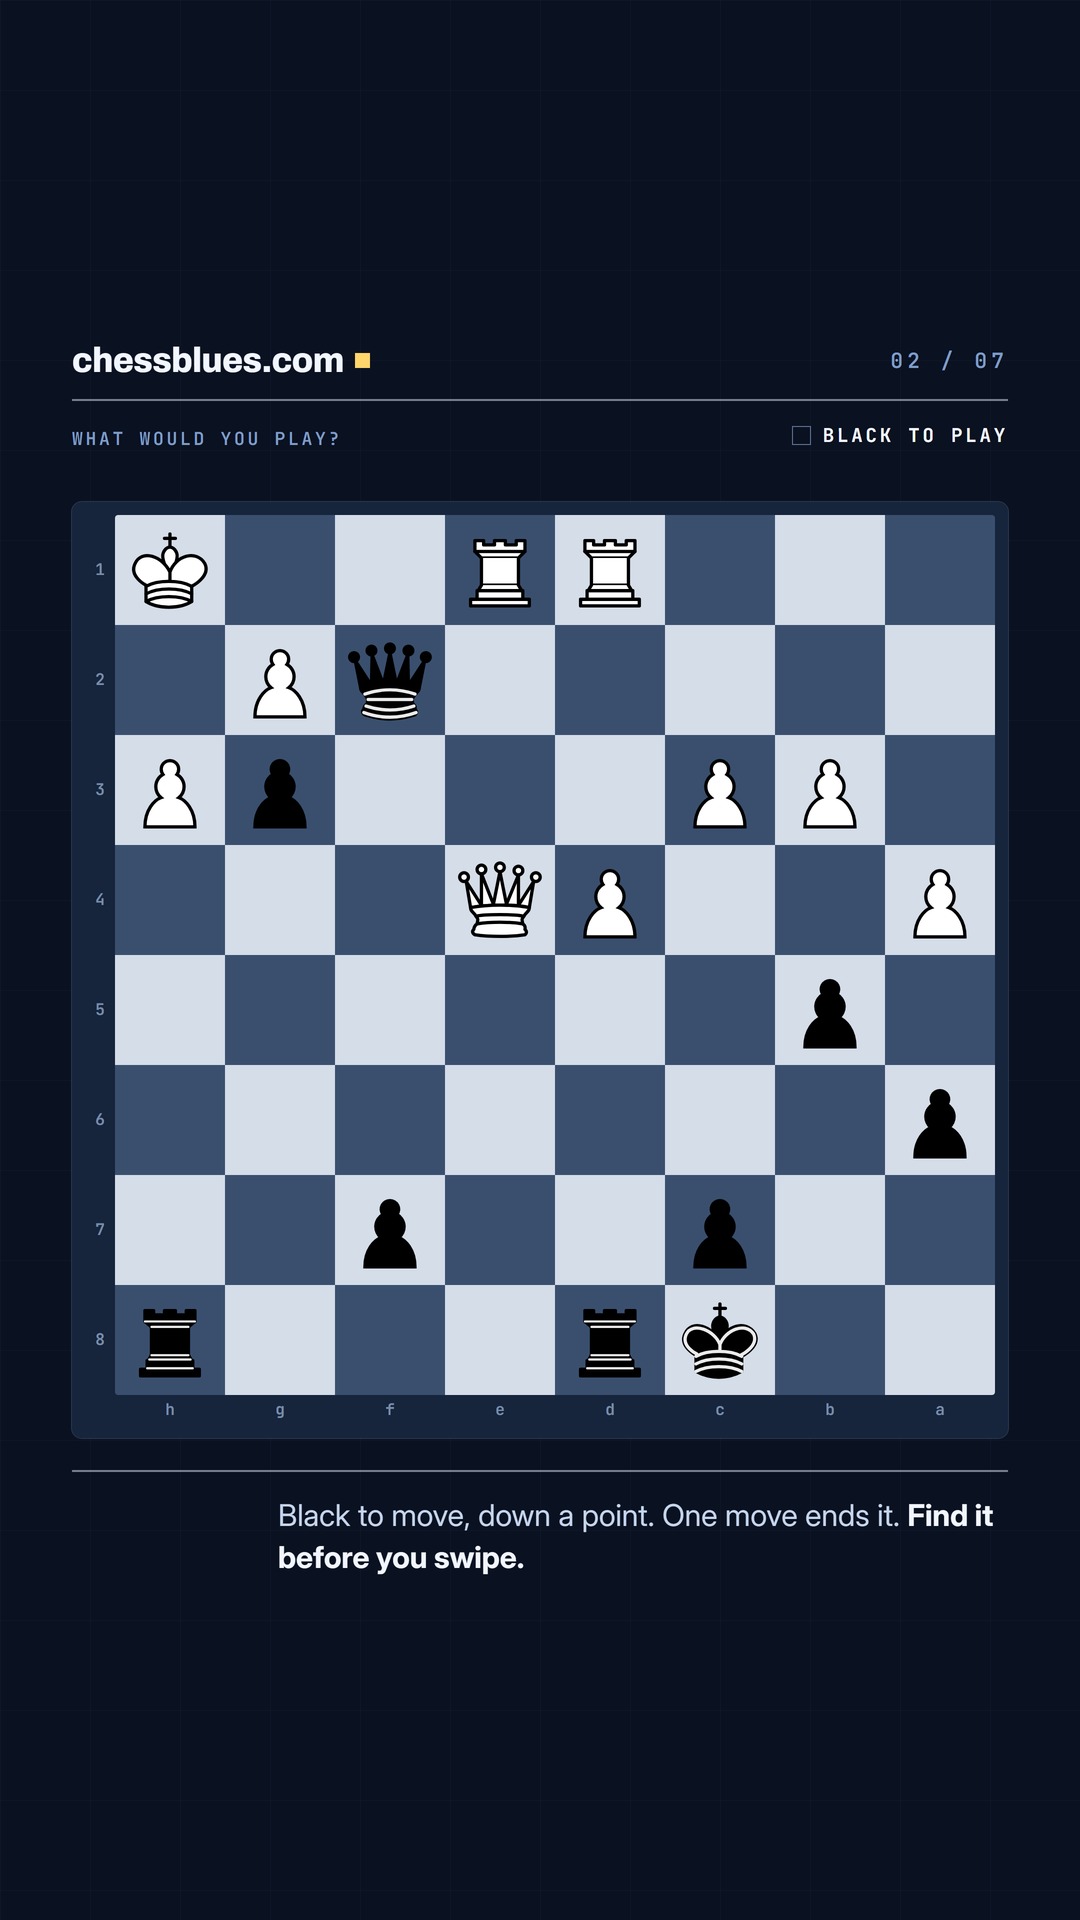 chessblues.com
02 / 07
WHAT WOULD YOU PLAY?
BLACK TO PLAY
1
2
3
4
5
6
7
8
h g f e d c b a
Black to move, down a point. One move ends it. Find it
before you swipe.